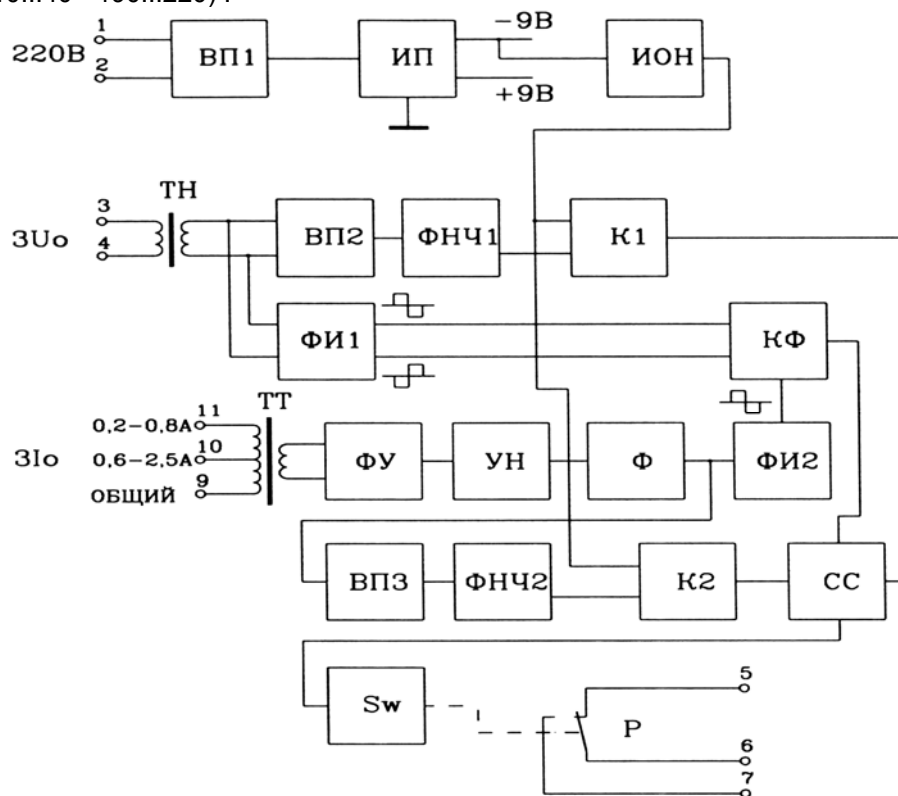 1
220В
2
ВП1
ИП
-9В
+9В
ИОН
ТН
3
3Uo
4
ВП2
ФНЧ1
К1
ФИ1
КФ
ТТ
11
0,2-0,8А
10
3Io
0,6-2,5А
9
ОБЩИЙ
ФУ
УН
Ф
ФИ2
ВП3
ФНЧ2
К2
СС
Sw
5
Р
6
7